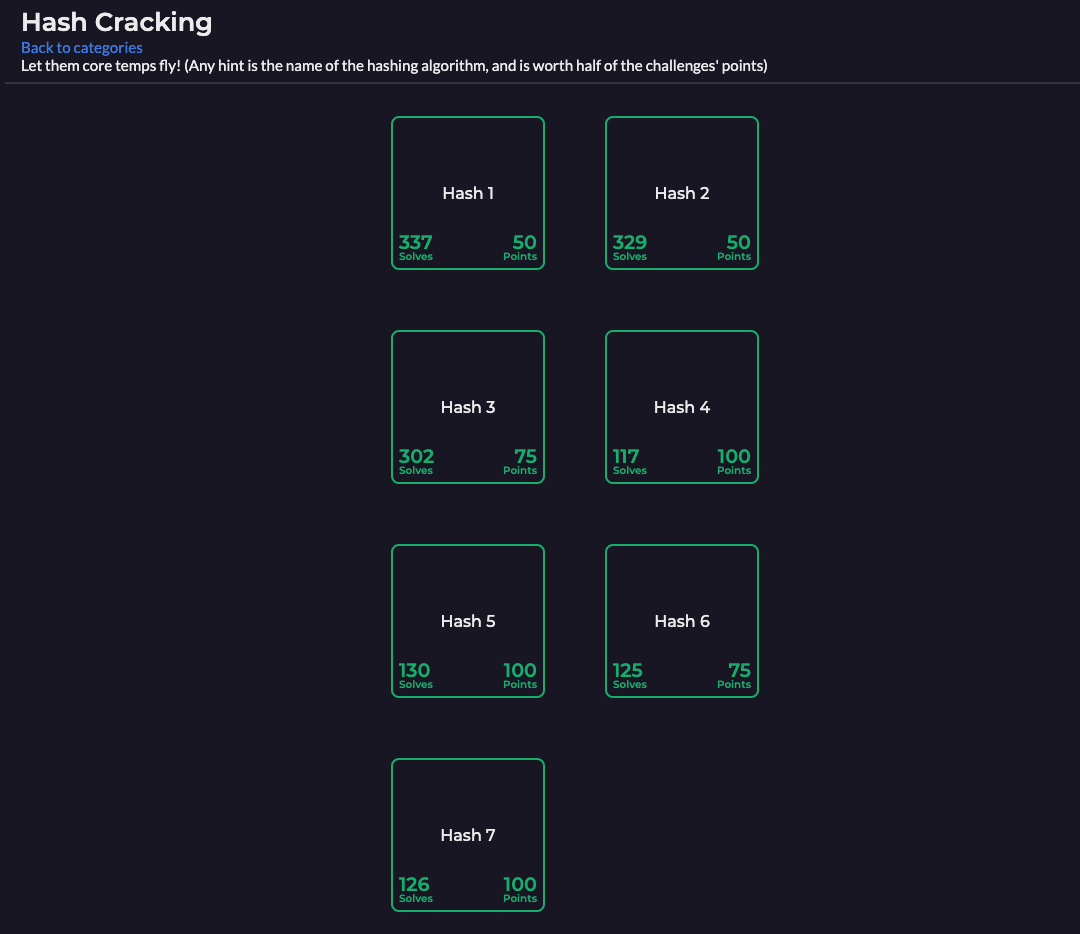 Hash Cracking
Back to categories
Let them core temps fly! (Any hint is the name of the hashing algorithm, and is worth half of the challenges' points)
Hash 1
337 50
Solves Points
Hash 2
329 50
Solves Points
Hash 3
302 75
Solves Points
Hash 4
117 100
Solves Points
Hash 5
130 100
Solves Points
Hash 6
125 75
Solves Points
Hash 7
126 100
Solves Points